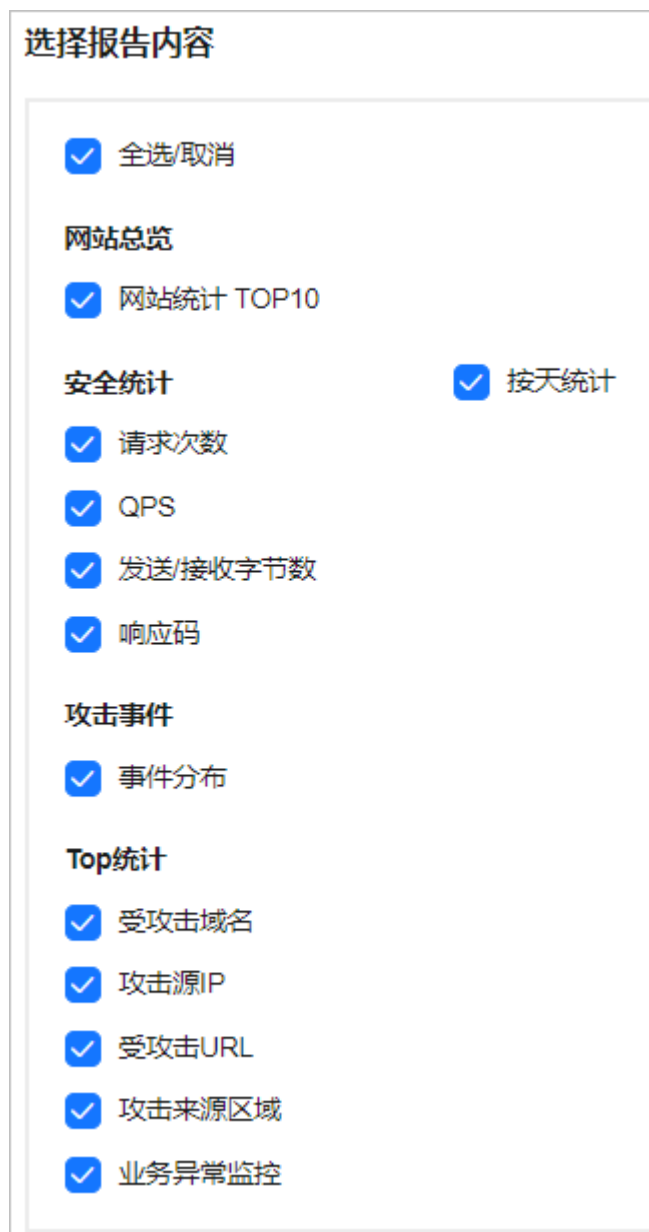 选择报告内容
全选/取消
网站总览
网站统计 TOP10
安全统计 按天统计
请求次数
QPS
发送/接收字节数
响应码
攻击事件
事件分布
Top统计
受攻击域名
攻击源IP
受攻击URL
攻击来源区域
业务异常监控